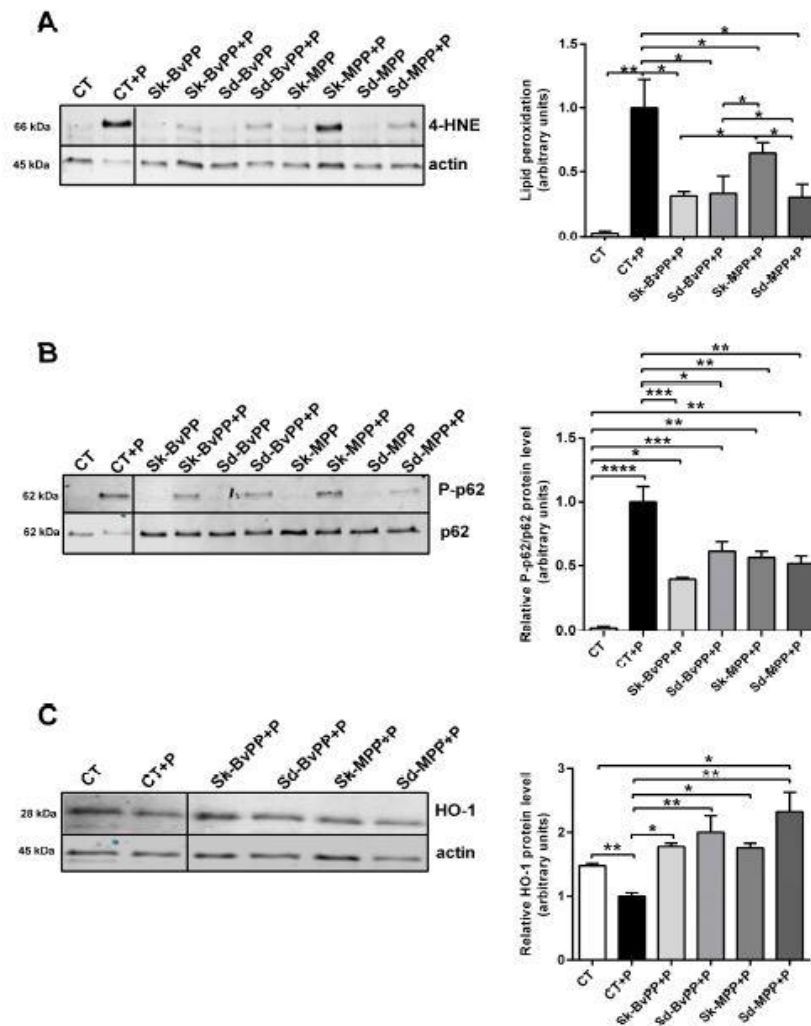 A
CT
CT+P
Sk-BvPP
Sk-BvPP+P
Sd-BvPP
Sd-BvPP+P
Sk-MPP
Sk-MPP+P
Sd-MPP
Sd-MPP+P
66 kDa
4-HNE
45 kDa
actin
Lipid peroxidation
(arbitrary units)
1.5
1.0
0.5
0.0
*
*
*
** *
*
*
* *
CT
CT+P
Sk-BvPP+P
Sd-BvPP+P
Sk-MPP+P
Sd-MPP+P
B
CT
CT+P
Sk-BvPP
Sk-BvPP+P
Sd-BvPP
Sd-BvPP+P
Sk-MPP
Sk-MPP+P
Sd-MPP
Sd-MPP+P
62 kDa
P-p62
62 kDa
p62
Relative P-p62/p62 protein level
(arbitrary units)
1.5
1.0
0.5
0.0
**
**
*
***
**
**
***
*
****
CT
CT+P
Sk-BvPP+P
Sd-BvPP+P
Sk-MPP+P
Sd-MPP+P
C
CT
CT+P
Sk-BvPP+P
Sd-BvPP+P
Sk-MPP+P
Sd-MPP+P
28 kDa
HO-1
45 kDa
actin
Relative HO-1 protein level
(arbitrary units)
3
2
1
0
*
**
*
**
*
**
CT
CT+P
Sk-BvPP+P
Sd-BvPP+P
Sk-MPP+P
Sd-MPP+P